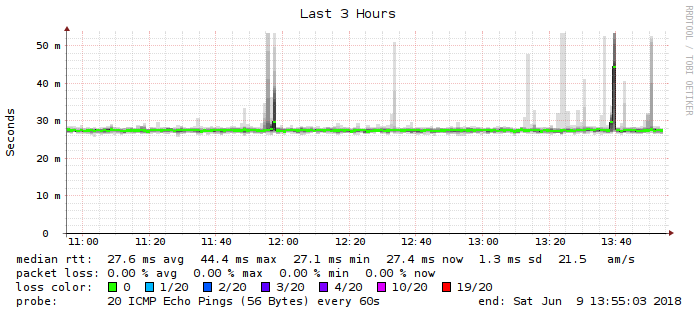 Last 3 Hours
RRDTOOL / TOBI OETIKER
Seconds
50 m
40 m
30 m
20 m
10 m
0
11:00 11:20 11:40 12:00 12:20 12:40 13:00 13:20 13:40
median rtt: 27.6 ms avg 44.4 ms max 27.1 ms min 27.4 ms now 1.3 ms sd 21.5 am/s
packet loss: 0.00 % avg 0.00 % max 0.00 % min 0.00 % now
loss color: 0 1/20 2/20 3/20 4/20 10/20 19/20
probe: 20 ICMP Echo Pings (56 Bytes) every 60s end: Sat Jun 9 13:55:03 2018